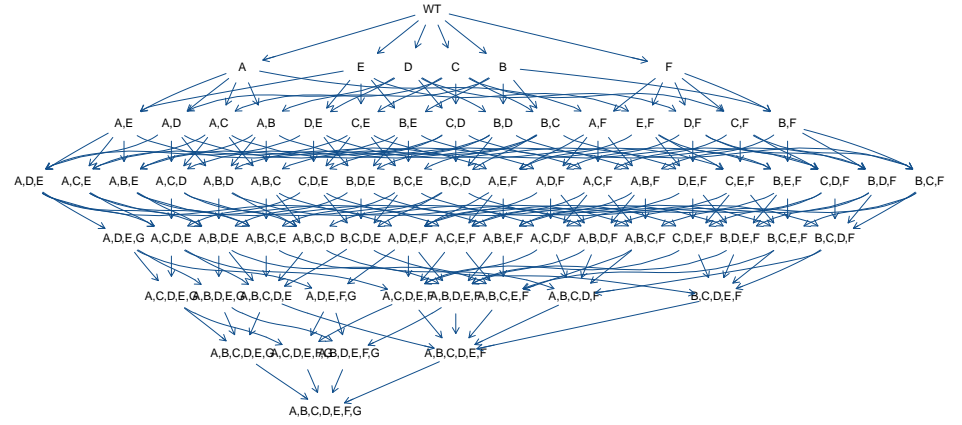 WT
A E D C B F
A,E A,D A,C A,B D,E C,E B,E C,D B,D B,C A,F E,F D,F C,F B,F
A,D,E A,C,E A,B,E A,C,D A,B,D A,B,C C,D,E B,D,E B,C,E B,C,D A,E,F A,D,F A,C,F A,B,F D,E,F C,E,F B,E,F C,D,F B,D,F B,C,F
A,D,E,G A,C,D,E A,B,D,E A,B,C,E A,B,C,D B,C,D,E A,D,E,F A,C,E,F A,B,E,F A,C,D,F A,B,D,F A,B,C,F C,D,E,F B,D,E,F B,C,E,F B,C,D,F
A,C,D,E,G A,B,D,E,G A,B,C,D,E A,D,E,F,G A,C,D,E,F A,B,D,E,F A,B,C,E,F A,B,C,D,F B,C,D,E,F
A,B,C,D,E,G A,C,D,E,F,G A,B,D,E,F,G A,B,C,D,E,F
A,B,C,D,E,F,G